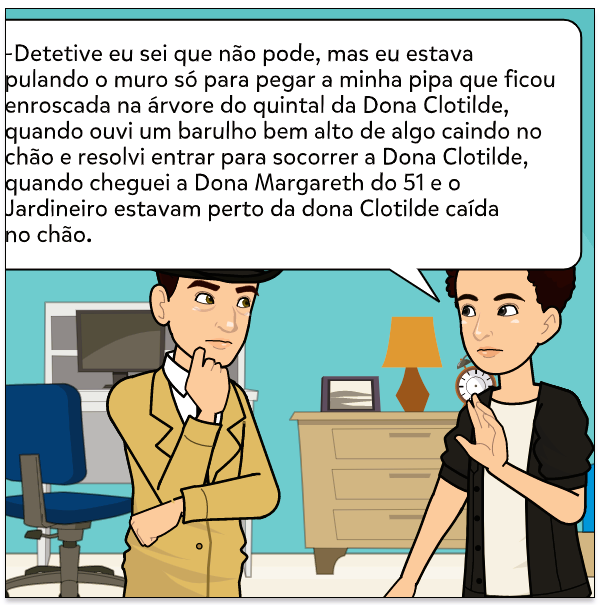 -Detetive eu sei que não pode, mas eu estava
pulando o muro só para pegar a minha pipa que ficou
enroscada na árvore do quintal da Dona Clotilde,
quando ouvi um barulho bem alto de algo caindo no
chão e resolvi entrar para socorrer a Dona Clotilde,
quando cheguei a Dona Margareth do 51 e o
Jardineiro estavam perto da dona Clotilde caída
no chão.